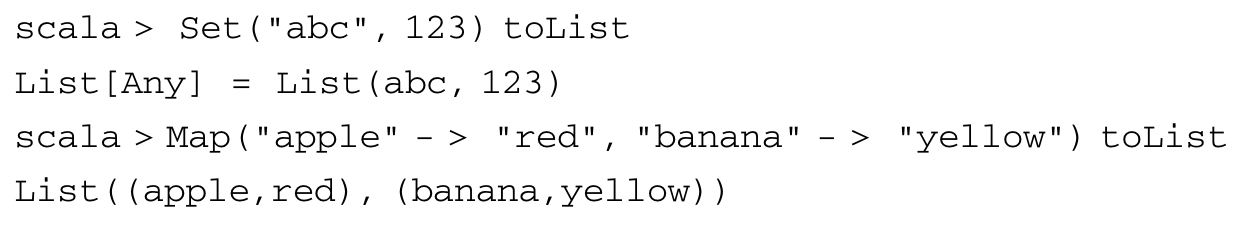 scala > Set("abc", 123) toList
List[Any] = List(abc, 123)
scala > Map("apple" - > "red", "banana" - > "yellow") toList
List((apple,red), (banana,yellow))